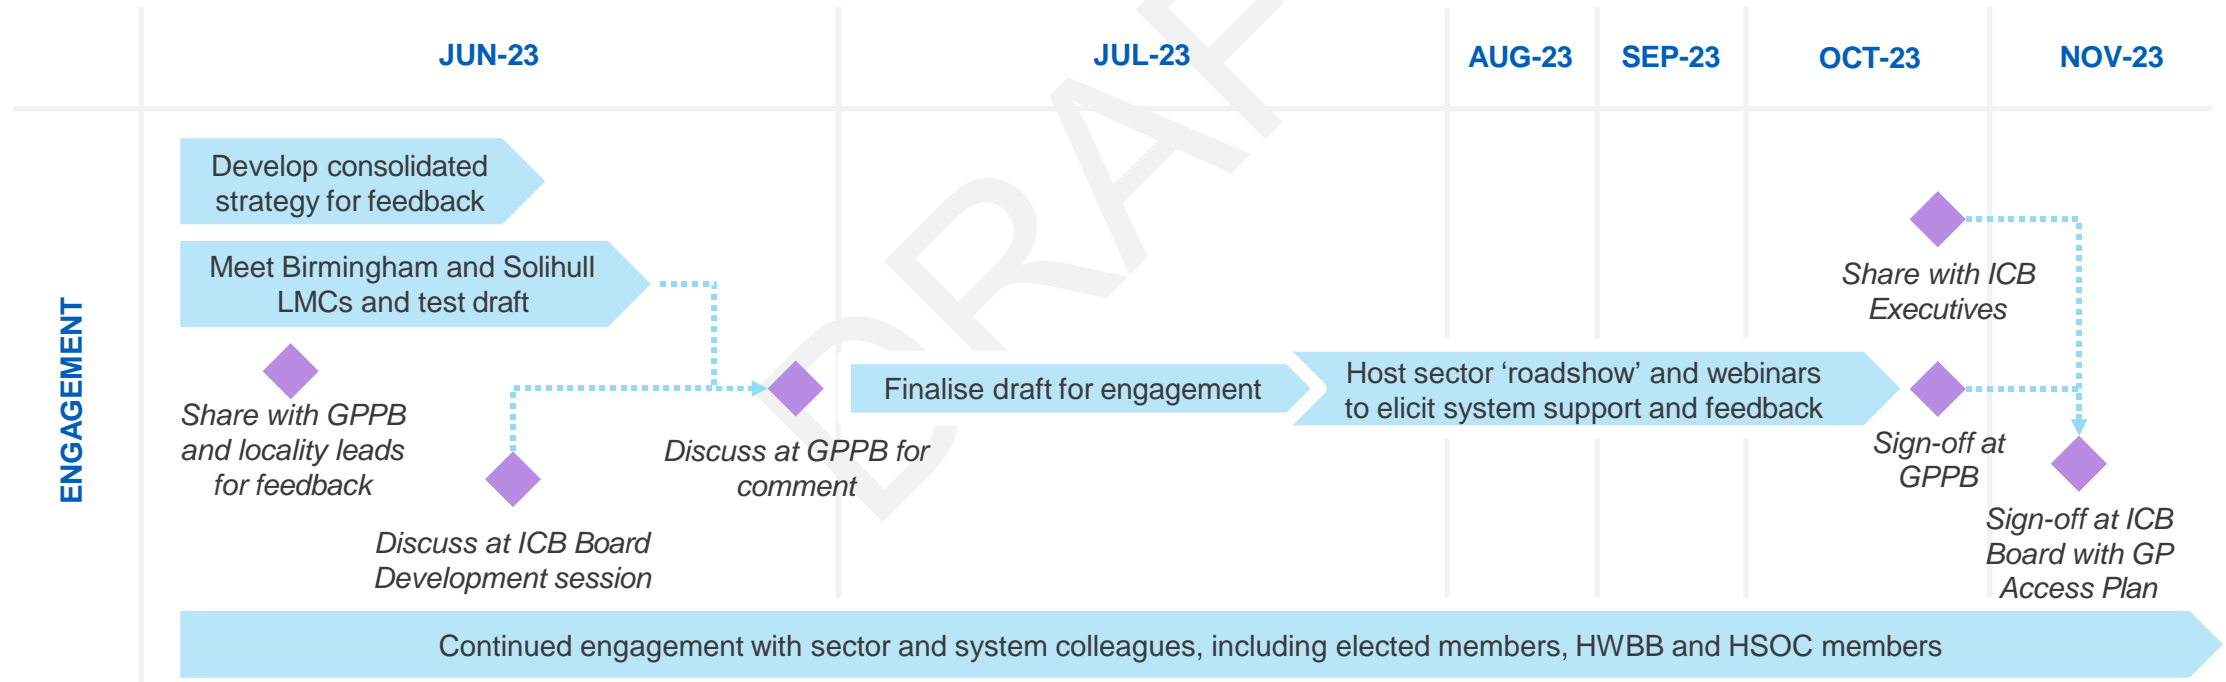 JUN-23
JUL-23
AUG-23
SEP-23
OCT-23
NOV-23
ENGAGEMENT
Develop consolidated
strategy for feedback
Meet Birmingham and Solihull
LMCs and test draft
Share with GPPB
and locality leads
for feedback
Discuss at ICB Board
Development session
Discuss at GPPB for
comment
Finalise draft for engagement
Host sector ‘roadshow’ and webinars
to elicit system support and feedback
Share with ICB
Executives
Sign-off at
GPPB
Sign-off at ICB
Board with GP
Access Plan
Continued engagement with sector and system colleagues, including elected members, HWBB and HSOC members
DRAF